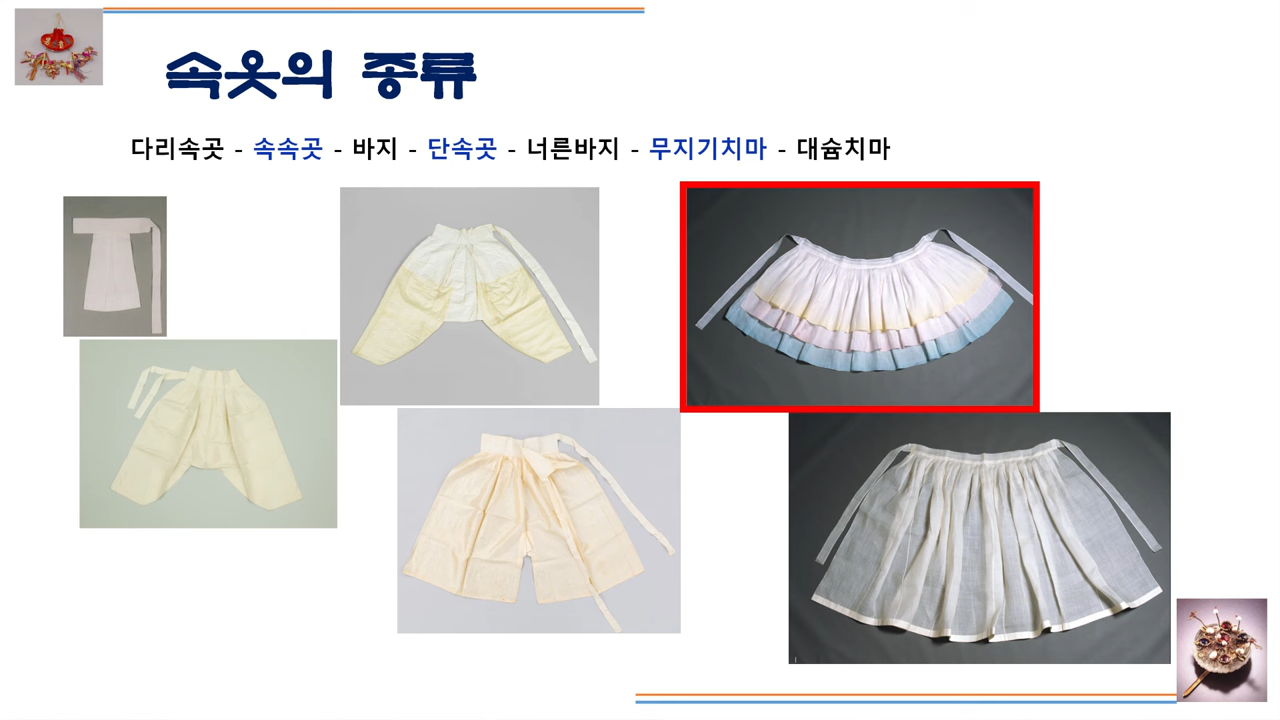 속옷의 종류
다리속곳 - 속속곳 - 바지 - 단속곳 - 너른바지 - 무지기치마 - 대슘치마